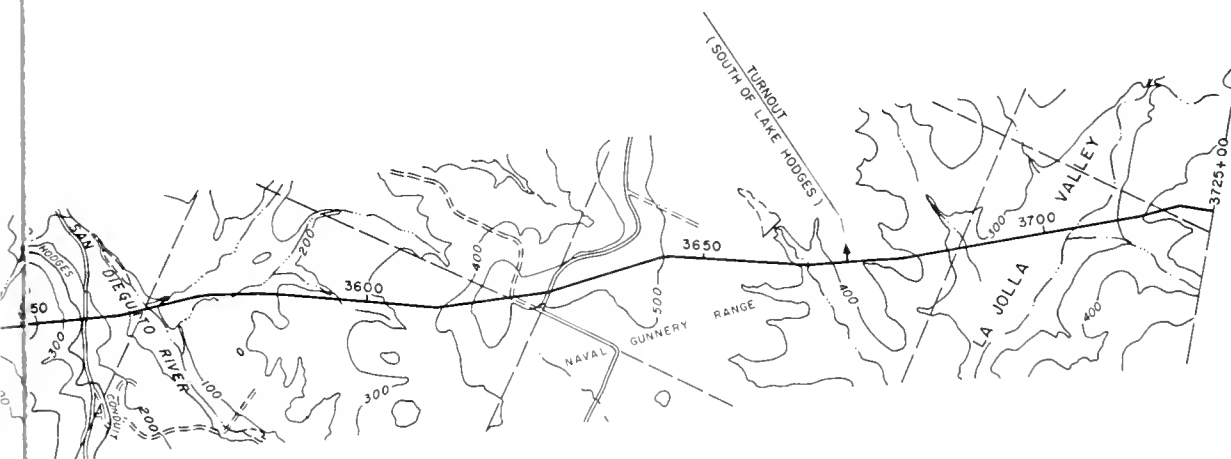 TURNOUT
(SOUTH OF LAKE HODGES)
SAN DIEGUITO RIVER
HODGES
CONDUIT
50
300
200
100
200
3600
300
400
3650
500
NAVAL GUNNERY RANGE
400
300
3700
LA JOLLA VALLEY
400
3725+00